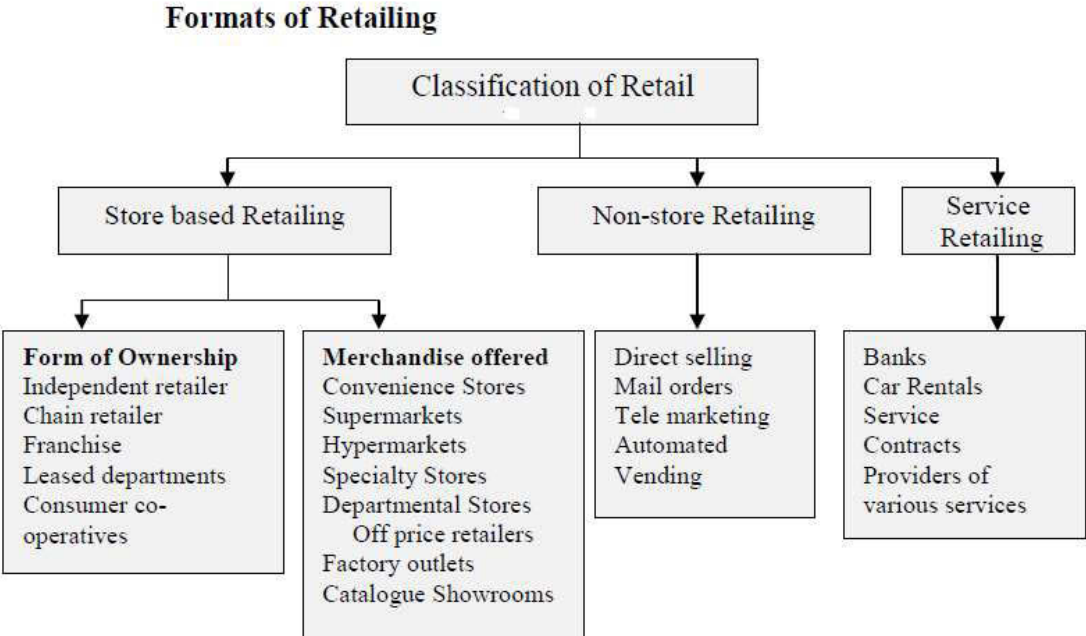 Formats of Retailing
Classification of Retail
Store based Retailing
Non-store Retailing
Service
Retailing
Form of Ownership
Independent retailer
Chain retailer
Franchise
Leased departments
Consumer co-
operatives
Merchandise offered
Convenience Stores
Supermarkets
Hypermarkets
Specialty Stores
Departmental Stores
Off price retailers
Factory outlets
Catalogue Showrooms
Direct selling
Mail orders
Tele marketing
Automated
Vending
Banks
Car Rentals
Service
Contracts
Providers of
various services